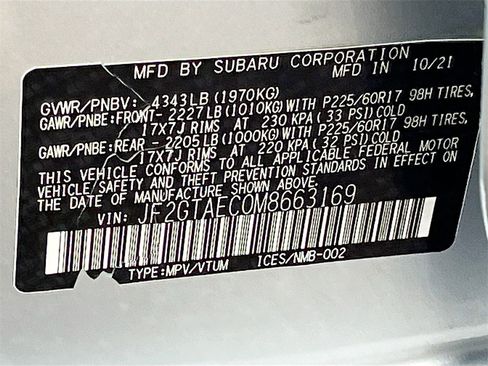 MFD BY SUBARU CORPORATION 10/21
GVWR/PNBV: 4343LB (1970KG)
GAWR/PNBE:FRONT- 2227LB (1010KG) WITH P225/60R17 98H TIRES,
17X7J RIMS AT 230 KPA (33 PSI) COLD
GAWR/PNBE:REAR- 2205LB (1000KG) WITH P225/60R17 98H TIRES,
17X7J RIMS AT 220 KPA (32 PSI) COLD
THIS VEHICLE CONFORMS TO ALL APPLICABLE FEDERAL MOTOR
VEHICLE/SAFETY AND THEFT PREVENTION STANDARDS IN EFFECT ON
THE DATE OF MANUFACTURE SHOWN ABOVE.
VIN: JF2GTAEC0M8663169
TYPE:MPV/VTUM ICES/NMB-002